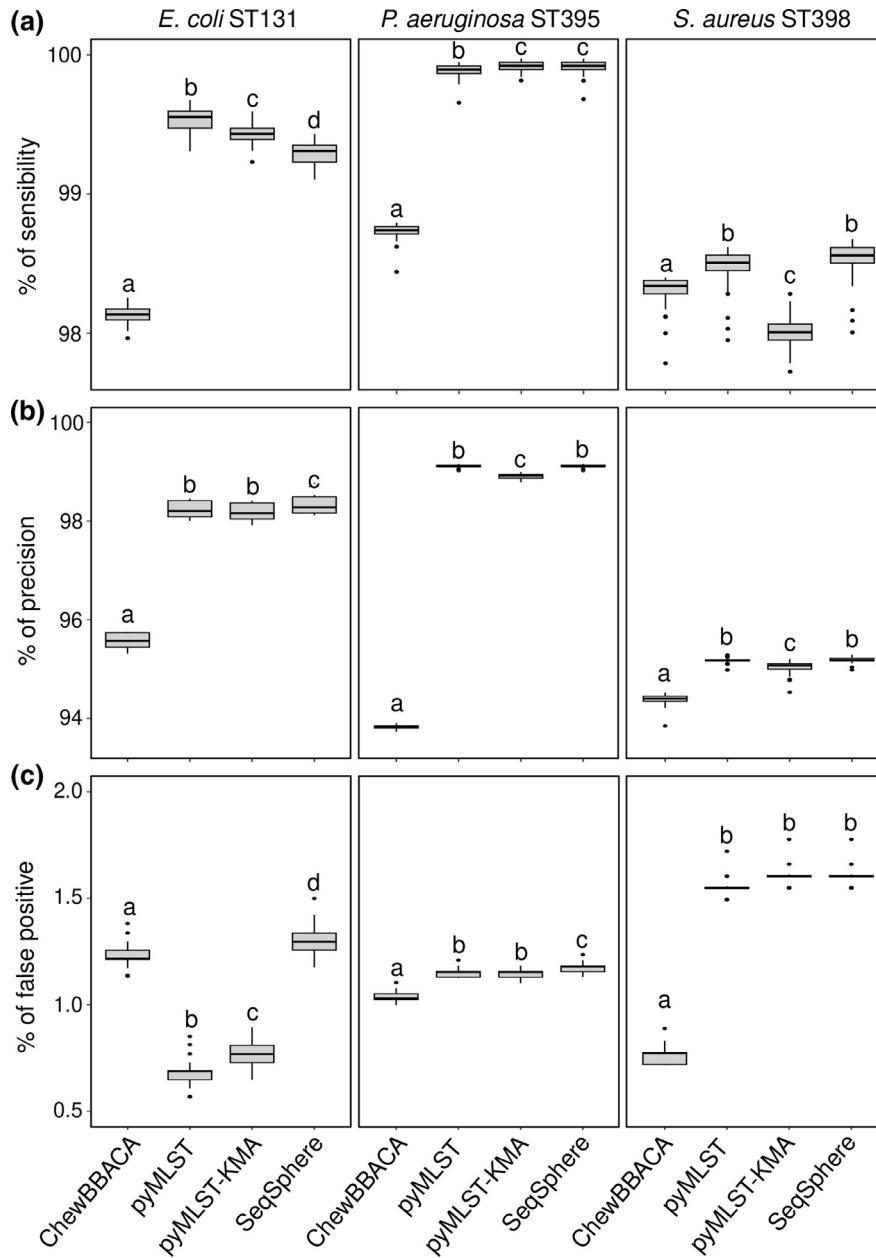 (a)
E. coli ST131
P. aeruginosa ST395
S. aureus ST398
% of sensibility
100
99
98
a b c d
a b c c
a b c b
(b)
% of precision
100
98
96
94
a b b c
a b c b
a b c b
(c)
% of false positive
2.0
1.5
1.0
0.5
a b c d
a b b c
a b b b
ChewBBACA
pyMLST
pyMLST-KMA
SeqSphere
ChewBBACA
pyMLST
pyMLST-KMA
SeqSphere
ChewBBACA
pyMLST
pyMLST-KMA
SeqSphere